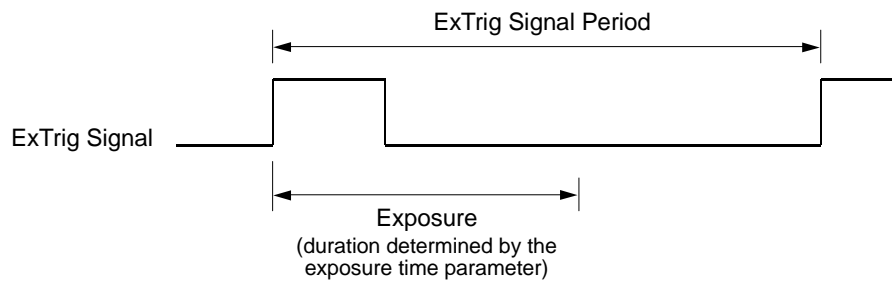 ExTrig Signal Period
ExTrig Signal
Exposure
(duration determined by the
exposure time parameter)